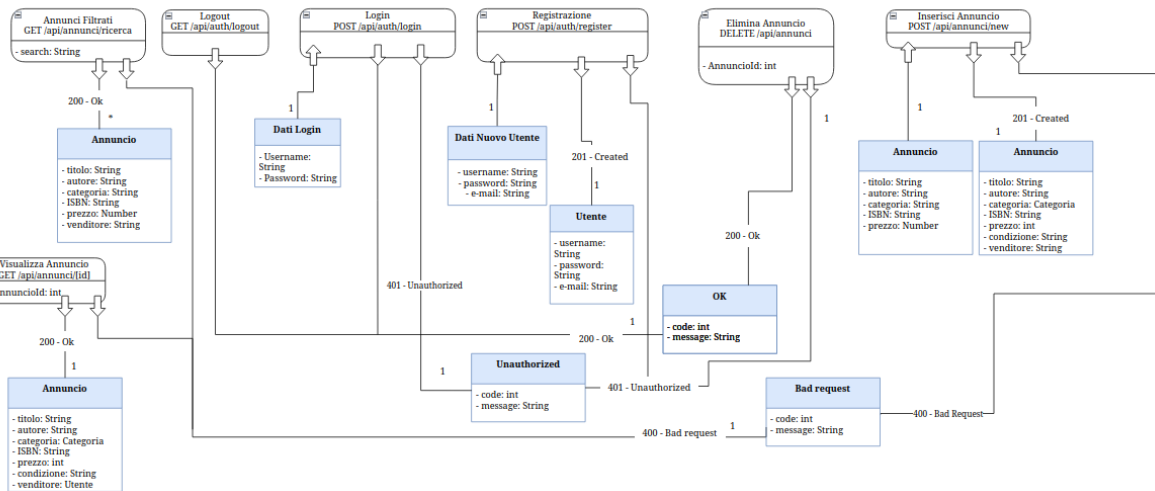 Annunci Filtrati
GET /api/annunci/ricerca
- search: String
Logout
GET /api/auth/logout
Login
POST /api/auth/login
Registrazione
POST /api/auth/register
Elimina Annuncio
DELETE /api/annunci
- AnnuncioId: int
Inserisci Annuncio
POST /api/annunci/new
200 - Ok
*
Annuncio
- titolo: String
- autore: String
- categoria: String
- ISBN: String
- prezzo: Number
- venditore: String
1
Dati Login
- Username:
String
- Password: String
1
Dati Nuovo Utente
- username: String
- password: String
- e-mail: String
201 - Created
1
Utente
- username:
String
- password:
String
- e-mail: String
1
1
Annuncio
- titolo: String
- autore: String
- categoria: String
- ISBN: String
- prezzo: Number
201 - Created
1
Annuncio
- titolo: String
- autore: String
- categoria: Categoria
- ISBN: String
- prezzo: int
- condizione: String
- venditore: String
Visualizza Annuncio
GET /api/annunci/[id]
nnuncioId: int
200 - Ok
1
Annuncio
- titolo: String
- autore: String
- categoria: Categoria
- ISBN: String
- prezzo: int
- condizione: String
- venditore: Utente
401 - Unauthorized
200 - Ok
OK
- code: int
- message: String
1
200 - Ok
1
Unauthorized
- code: int
- message: String
401 - Unauthorized
Bad request
- code: int
- message: String
400 - Bad Request
1
400 - Bad request